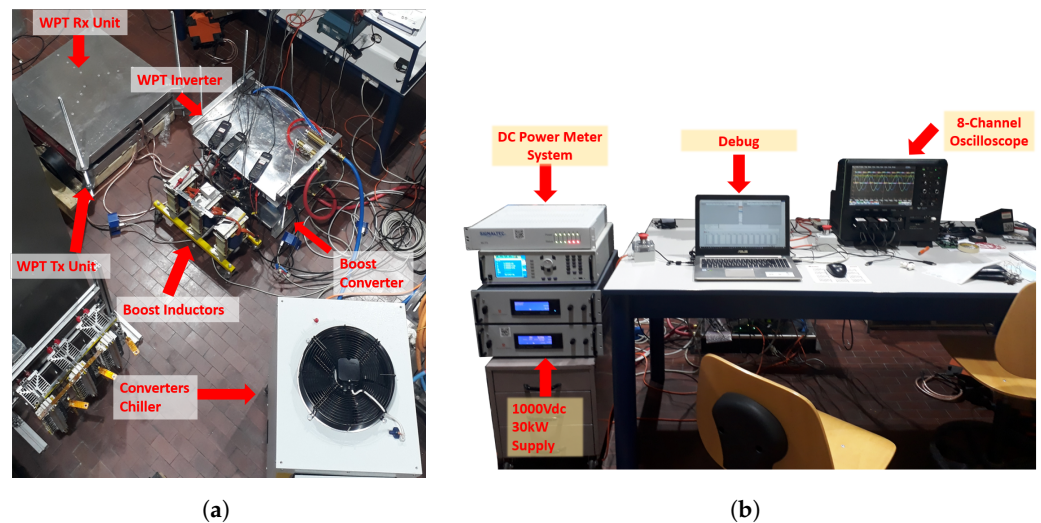 WPT Rx Unit
WPT Inverter
WPT Tx Unit
Boost Inductors
Boost
Converter
Converters
Chiller
DC Power Meter
System
Debug
8-Channel
Oscilloscope
SIGNALTEC
ASUS
1000Vdc
30kW
Supply
(a)
(b)